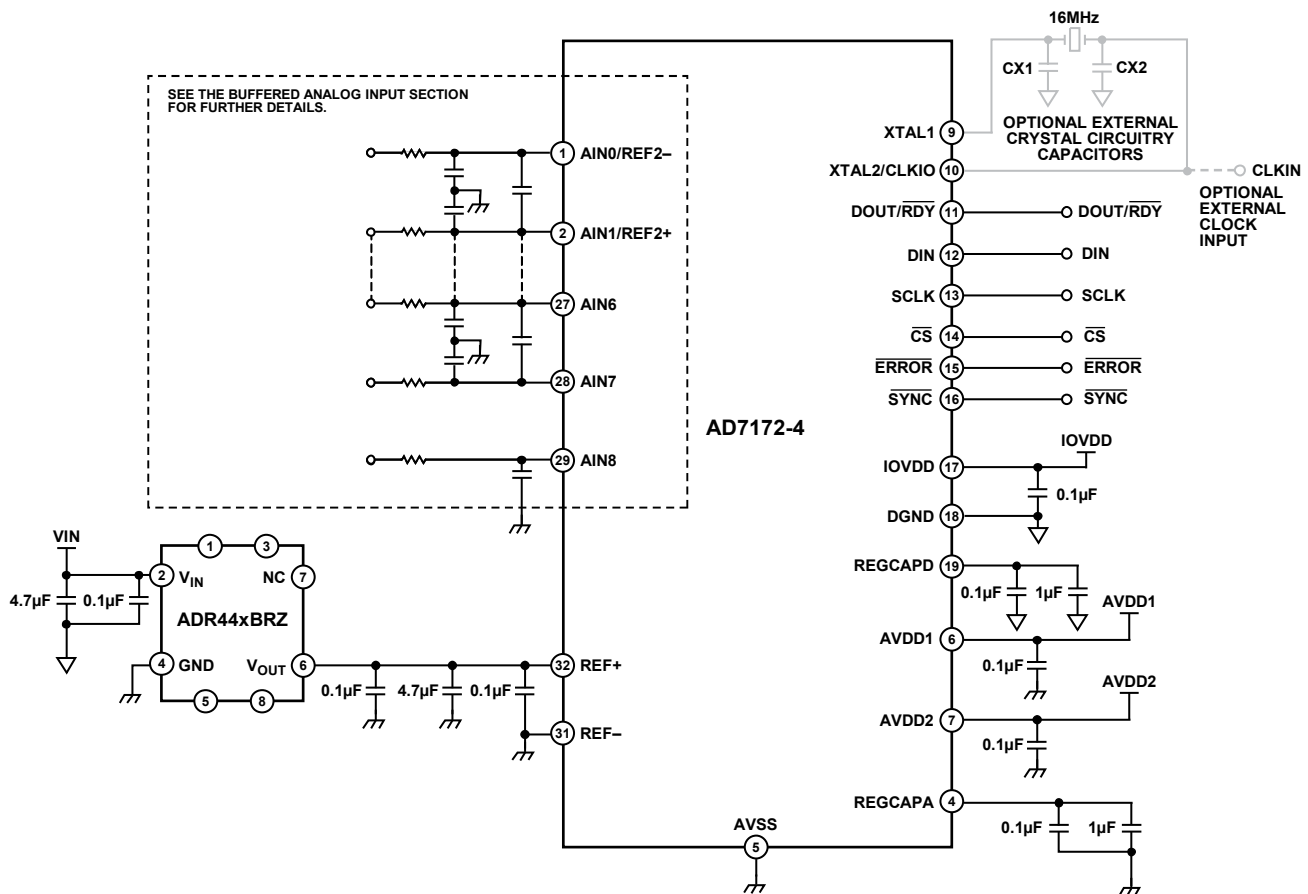 16MHz
CX1
CX2
OPTIONAL EXTERNAL
CRYSTAL CIRCUITRY
CAPACITORS
CLKIN
OPTIONAL
EXTERNAL
CLOCK
INPUT
SEE THE BUFFERED ANALOG INPUT SECTION
FOR FURTHER DETAILS.
1 AIN0/REF2–
2 AIN1/REF2+
27 AIN6
28 AIN7
29 AIN8
AD7172-4
XTAL1 9
XTAL2/CLKIO 10
DOUT/RDY 11 DOUT/RDY
DIN 12 DIN
SCLK 13 SCLK
CS 14 CS
ERROR 15 ERROR
SYNC 16 SYNC
IOVDD
IOVDD 17
0.1µF
DGND 18
REGCAPD 19
0.1µF 1µF
AVDD1
AVDD1 6
0.1µF
AVDD2
AVDD2 7
0.1µF
REGCAPA 4
0.1µF 1µF
VIN
4.7µF 0.1µF
1 3
2 VIN
NC 7
ADR44xBRZ
4 GND
VOUT 6
5 8
0.1µF 4.7µF 0.1µF
32 REF+
31 REF–
AVSS
5